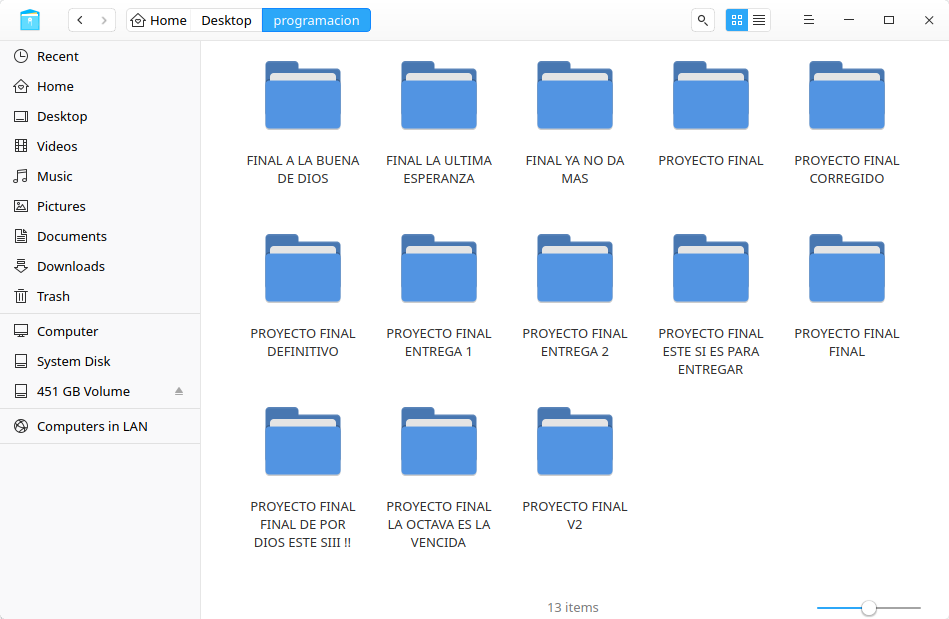 Home Desktop programacion
Recent
Home
Desktop
Videos
Music
Pictures
Documents
Downloads
Trash
Computer
System Disk
451 GB Volume
Computers in LAN
FINAL A LA BUENA
DE DIOS
FINAL LA ULTIMA
ESPERANZA
FINAL YA NO DA
MAS
PROYECTO FINAL
PROYECTO FINAL
CORREGIDO
PROYECTO FINAL
DEFINITIVO
PROYECTO FINAL
ENTREGA 1
PROYECTO FINAL
ENTREGA 2
PROYECTO FINAL
ESTE SI ES PARA
ENTREGAR
PROYECTO FINAL
FINAL
PROYECTO FINAL
FINAL DE POR
DIOS ESTE SIII !!
PROYECTO FINAL
LA OCTAVA ES LA
VENCIDA
PROYECTO FINAL
V2
13 items